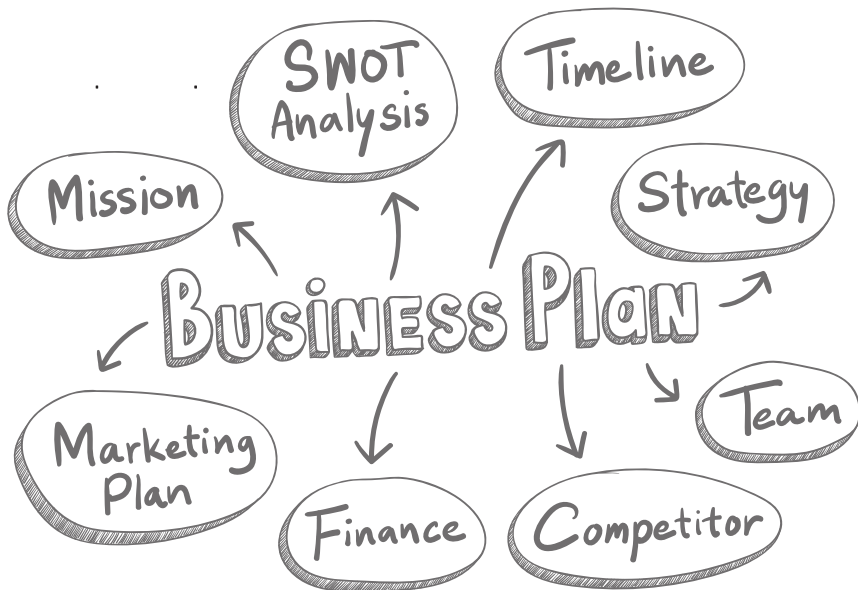 SWOT
Analysis
Timeline
Mission
Strategy
Business Plan
Marketing
Plan
Team
Finance
Competitor